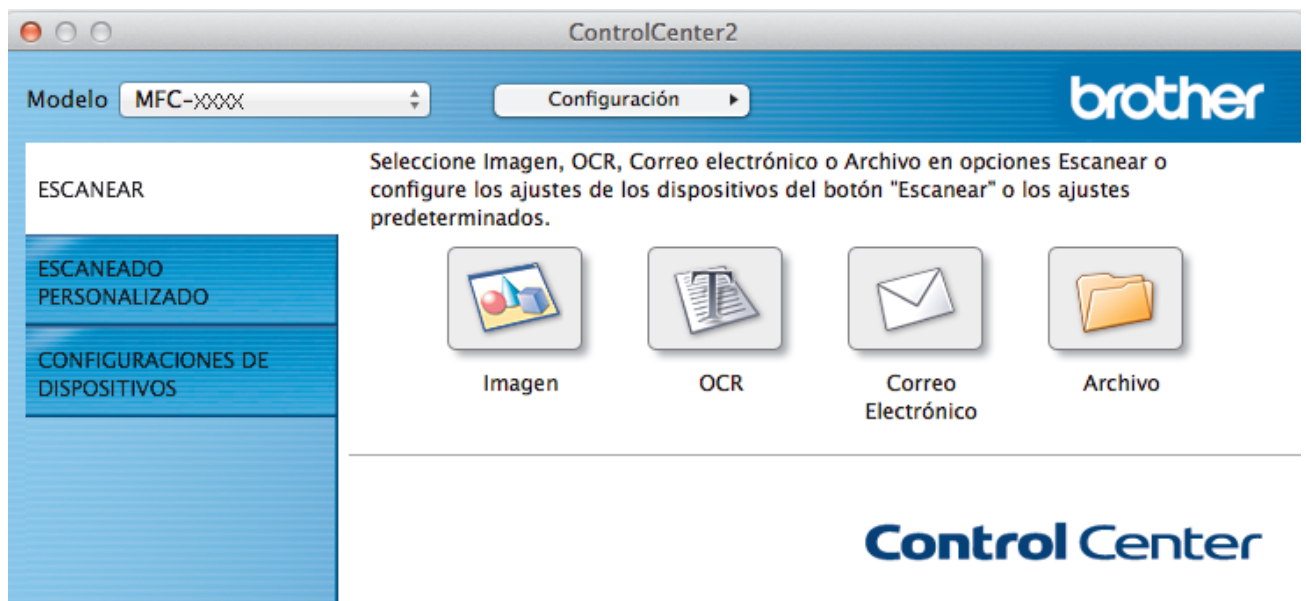 ControlCenter2
Modelo MFC-XXXX Configuración brother
ESCANEAR
ESCANEADO
PERSONALIZADO
CONFIGURACIONES DE
DISPOSITIVOS
Seleccione Imagen, OCR, Correo electrónico o Archivo en opciones Escanear o
configure los ajustes de los dispositivos del botón "Escanear" o los ajustes
predeterminados.
T
Imagen OCR Correo Archivo
Electrónico
Control Center